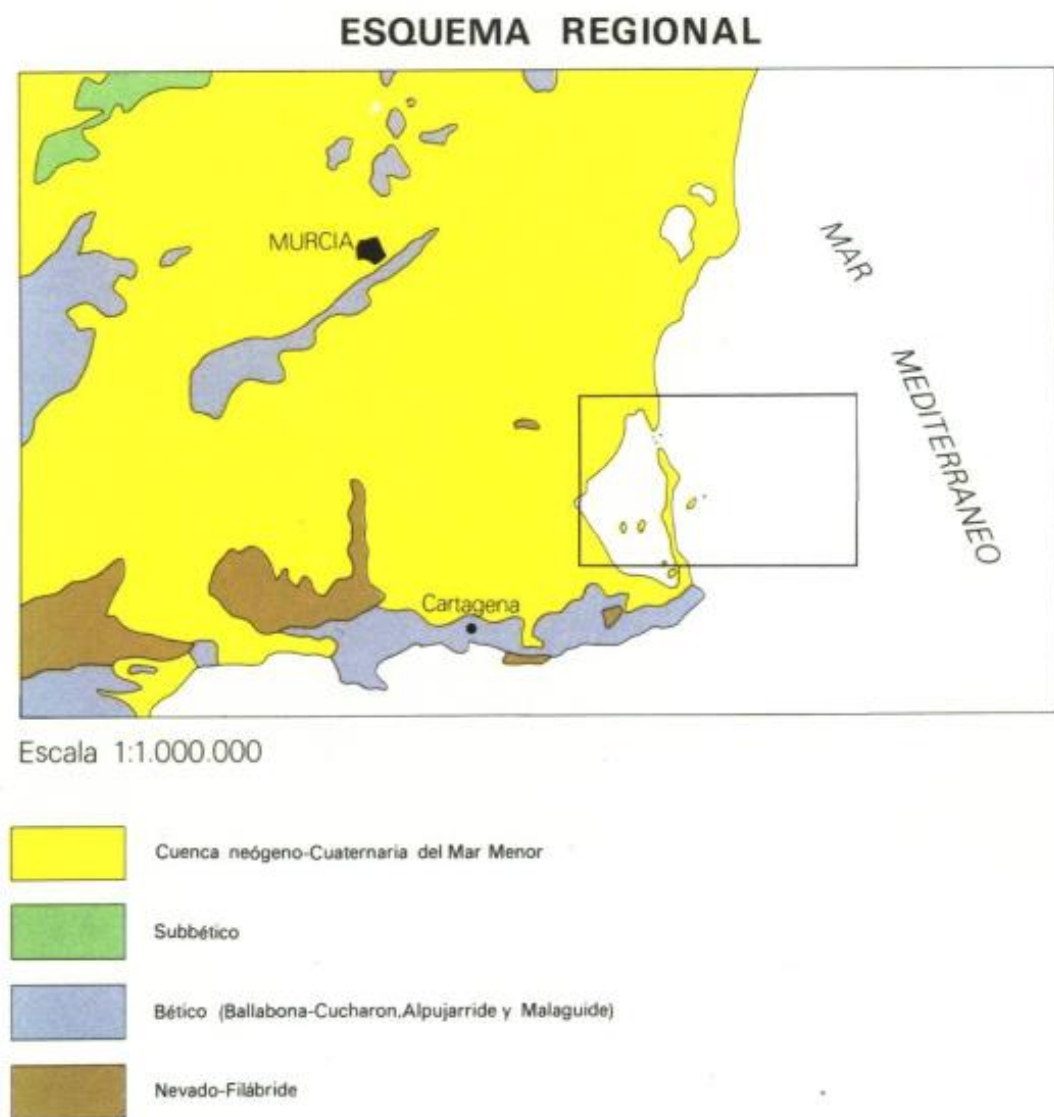 ESQUEMA REGIONAL
MURCIA
MAR
MEDITERRANEO
Cartagena
Escala 1:1.000.000
Cuenca neógeno-Cuaternaria del Mar Menor
Subbético
Bético (Ballabona-Cucharon,Alpujarride y Malaguide)
Nevado-Filábride